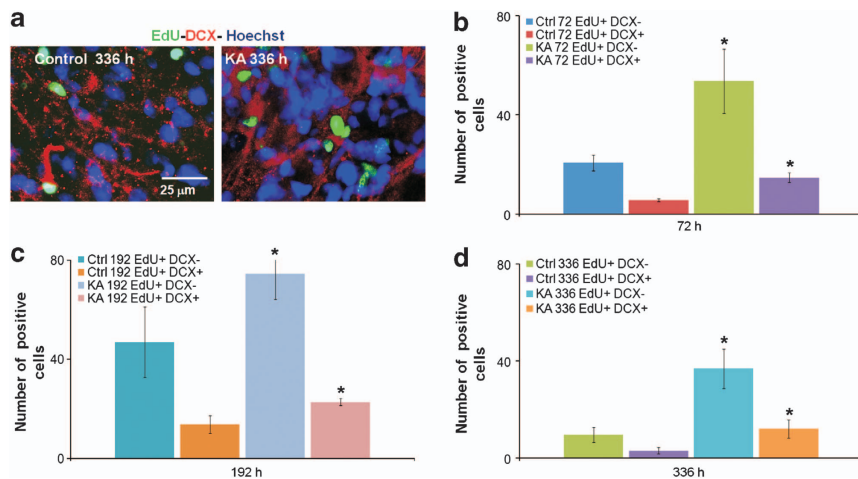 a
EdU-DCX- Hoechst
Control 336 h
KA 336 h
25 µm
b
80
40
0
Number of positive
cells
Ctrl 72 EdU+ DCX-
Ctrl 72 EdU+ DCX+
KA 72 EdU+ DCX-
KA 72 EdU+ DCX+
*
*
72 h
c
80
40
0
Number of positive
cells
Ctrl 192 EdU+ DCX-
Ctrl 192 EdU+ DCX+
KA 192 EdU+ DCX-
KA 192 EdU+ DCX+
*
*
192 h
d
80
40
0
Number of positive
cells
Ctrl 336 EdU+ DCX-
Ctrl 336 EdU+ DCX+
KA 336 EdU+ DCX-
KA 336 EdU+ DCX+
*
*
336 h